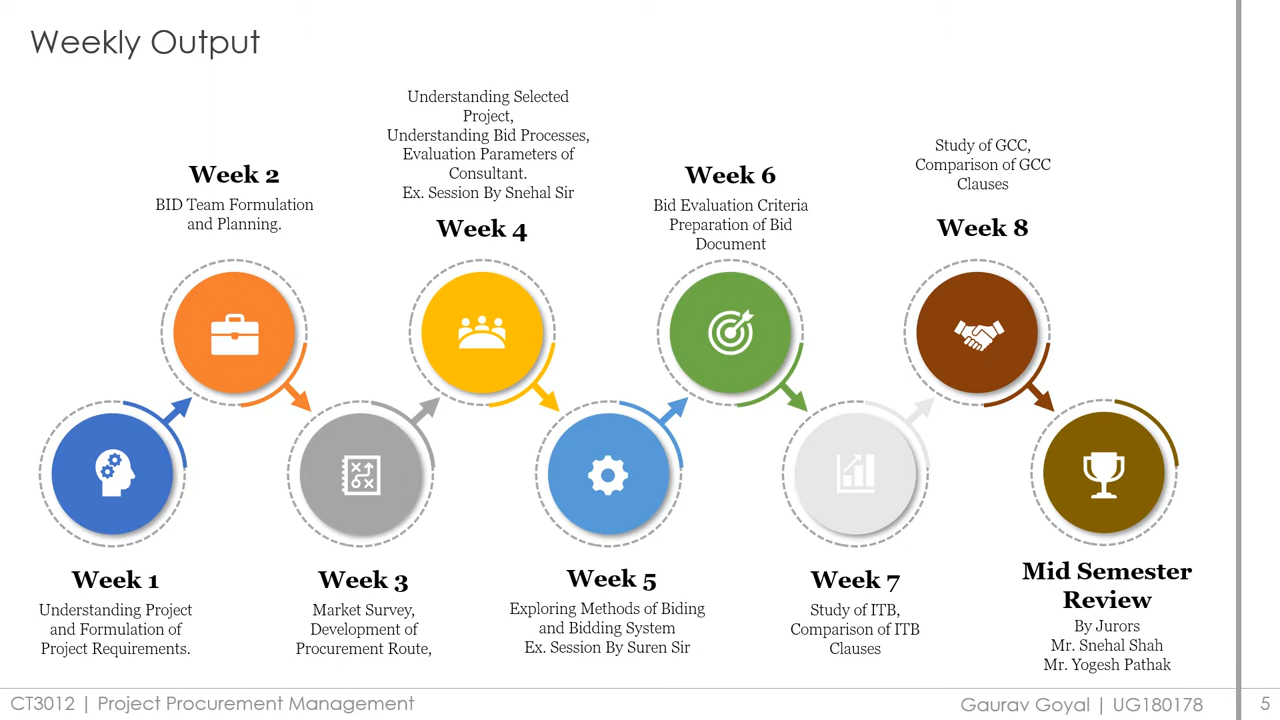 Weekly Output
Week 1
Understanding Project
and Formulation of
Project Requirements.
Week 2
BID Team Formulation
and Planning.
Week 3
Market Survey,
Development of
Procurement Route,
Understanding Selected
Project,
Understanding Bid Processes,
Evaluation Parameters of
Consultant.
Ex. Session By Snehal Sir
Week 4
Week 5
Exploring Methods of Biding
and Bidding System
Ex. Session By Suren Sir
Week 6
Bid Evaluation Criteria
Preparation of Bid
Document
Week 7
Study of ITB,
Comparison of ITB
Clauses
Study of GCC,
Comparison of GCC
Clauses
Week 8
Mid Semester
Review
By Jurors
Mr. Snehal Shah
Mr. Yogesh Pathak
CT3012 | Project Procurement Management
Gaurav Goyal | UG180178
5